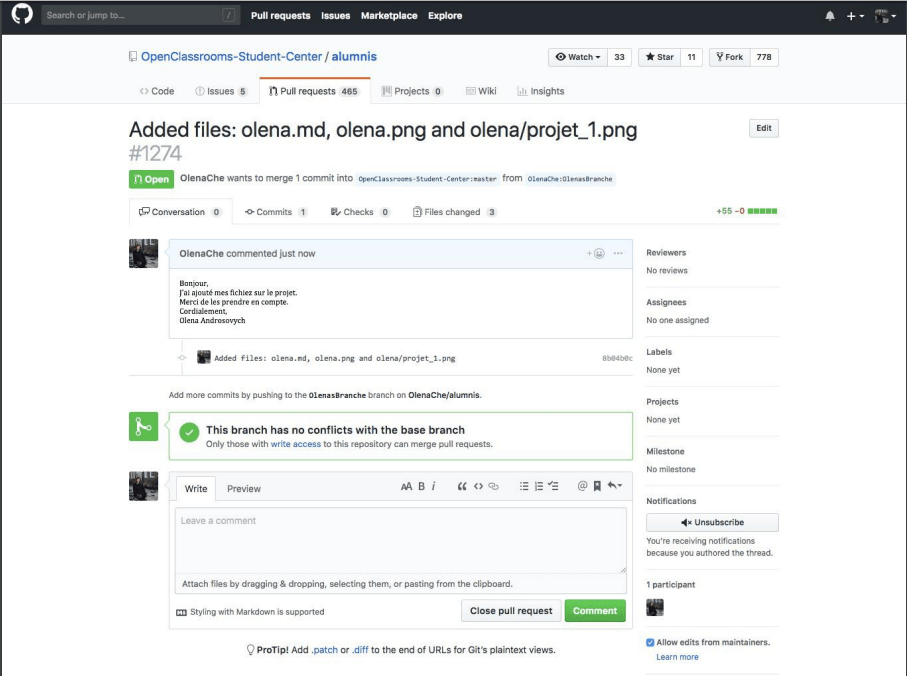 Search or jump to... /
Pull requests Issues Marketplace Explore
OpenClassrooms-Student-Center / alumnis
Watch 33 Star 11 Fork 778
Code Issues 5 Pull requests 465 Projects 0 Wiki Insights
Added files: olena.md, olena.png and olena/projet_1.png
#1274
Edit
Open OlenaChe wants to merge 1 commit into OpenClassrooms-Student-Center:master from OlenaChe:OlenasBranche
Conversation 0 Commits 1 Checks 0 Files changed 3 +55 −0
OlenaChe commented just now
Bonjour,
J'ai ajouté mes fichiez sur le projet.
Merci de les prendre en compte.
Cordialement,
Olena Androsovych
Added files: olena.md, olena.png and olena/projet_1.png 8b04b0c
Add more commits by pushing to the OlenasBranche branch on OlenaChe/alumnis.
This branch has no conflicts with the base branch
Only those with write access to this repository can merge pull requests.
Write Preview AA B i
Leave a comment
Attach files by dragging & dropping, selecting them, or pasting from the clipboard.
Styling with Markdown is supported
Close pull request Comment
ProTip! Add .patch or .diff to the end of URLs for Git's plaintext views.
Reviewers
No reviews
Assignees
No one assigned
Labels
None yet
Projects
None yet
Milestone
No milestone
Notifications
Unsubscribe
You're receiving notifications
because you authored the thread.
1 participant
Allow edits from maintainers.
Learn more